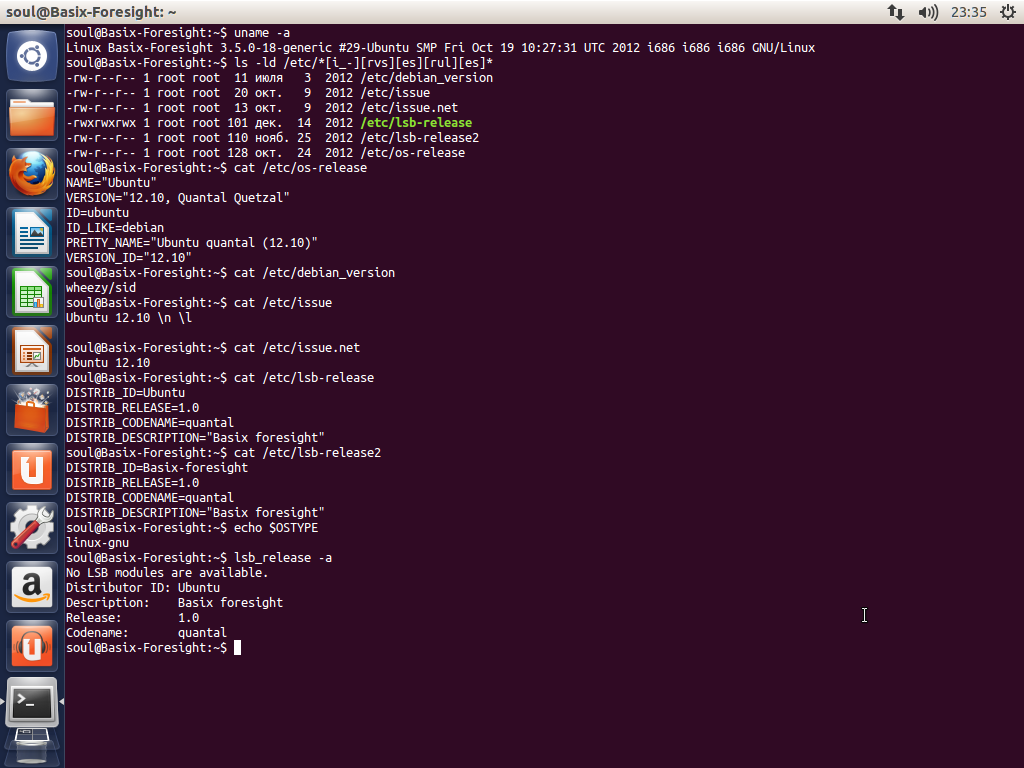 soul@Basix-Foresight: ~
23:35
soul@Basix-Foresight:~$ uname -a
Linux Basix-Foresight 3.5.0-18-generic #29-Ubuntu SMP Fri Oct 19 10:27:31 UTC 2012 i686 i686 i686 GNU/Linux
soul@Basix-Foresight:~$ ls -ld /etc/*[i_-][rvs][es][rul][es]*
-rw-r--r-- 1 root root  11 июля   3  2012 /etc/debian_version
-rw-r--r-- 1 root root  20 окт.   9  2012 /etc/issue
-rw-r--r-- 1 root root  13 окт.   9  2012 /etc/issue.net
-rwxrwxrwx 1 root root 101 дек.  14  2012 /etc/lsb-release
-rw-r--r-- 1 root root 110 нояб. 25  2012 /etc/lsb-release2
-rw-r--r-- 1 root root 128 окт.  24  2012 /etc/os-release
soul@Basix-Foresight:~$ cat /etc/os-release
NAME="Ubuntu"
VERSION="12.10, Quantal Quetzal"
ID=ubuntu
ID_LIKE=debian
PRETTY_NAME="Ubuntu quantal (12.10)"
VERSION_ID="12.10"
soul@Basix-Foresight:~$ cat /etc/debian_version
wheezy/sid
soul@Basix-Foresight:~$ cat /etc/issue
Ubuntu 12.10 \n \l
soul@Basix-Foresight:~$ cat /etc/issue.net
Ubuntu 12.10
soul@Basix-Foresight:~$ cat /etc/lsb-release
DISTRIB_ID=Ubuntu
DISTRIB_RELEASE=1.0
DISTRIB_CODENAME=quantal
DISTRIB_DESCRIPTION="Basix foresight"
soul@Basix-Foresight:~$ cat /etc/lsb-release2
DISTRIB_ID=Basix-foresight
DISTRIB_RELEASE=1.0
DISTRIB_CODENAME=quantal
DISTRIB_DESCRIPTION="Basix foresight"
soul@Basix-Foresight:~$ echo $OSTYPE
linux-gnu
soul@Basix-Foresight:~$ lsb_release -a
No LSB modules are available.
Distributor ID: Ubuntu
Description:    Basix foresight
Release:        1.0
Codename:       quantal
soul@Basix-Foresight:~$